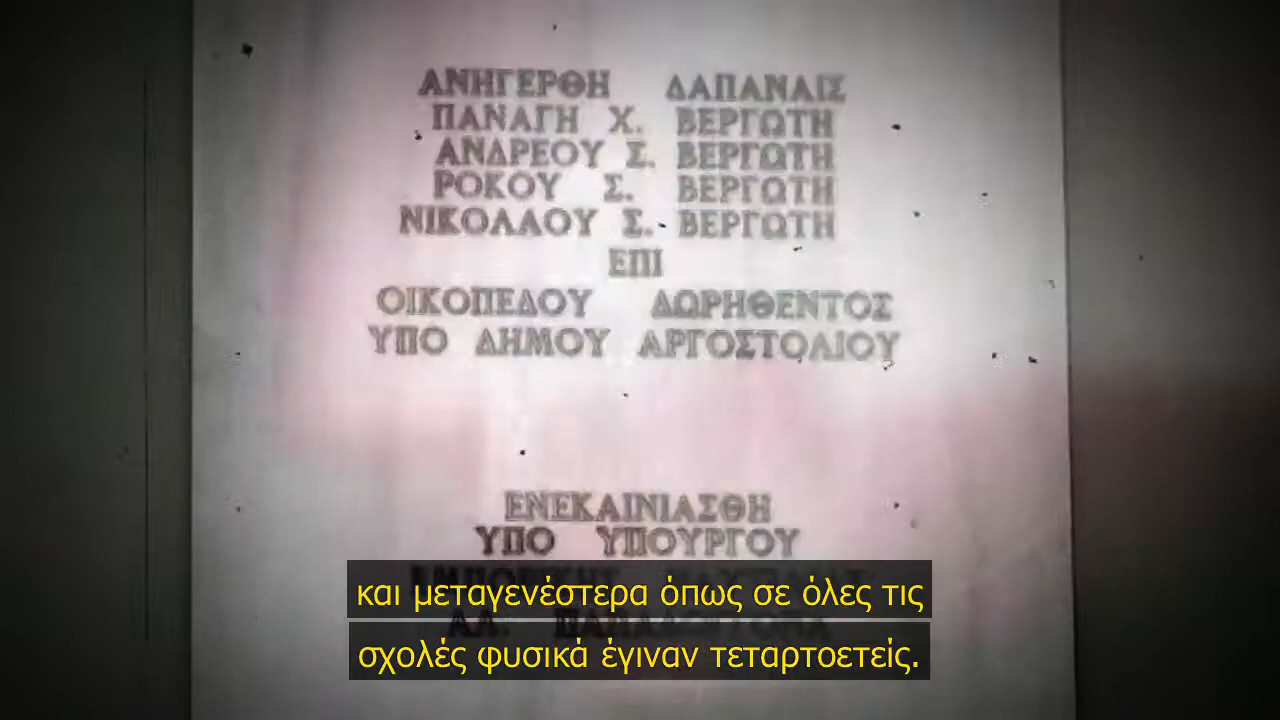 ΑΝΗΓΕΡΘΗ ΔΑΠΑΝΑΙΣ
ΠΑΝΑΓΗ Χ. ΒΕΡΓΩΤΗ
ΑΝΔΡΕΟΥ Σ. ΒΕΡΓΩΤΗ
ΡΟΚΟΥ Σ. ΒΕΡΓΩΤΗ
ΝΙΚΟΛΑΟΥ Σ. ΒΕΡΓΩΤΗ
ΕΠΙ
ΟΙΚΟΠΕΔΟΥ ΔΩΡΗΘΕΝΤΟΣ
ΥΠΟ ΔΗΜΟΥ ΑΡΓΟΣΤΟΛΙΟΥ
ΕΝΕΚΑΙΝΙΑΣΘΗ
ΥΠΟ ΥΠΟΥΡΓΟΥ
και μεταγενέστερα όπως σε όλες τις
σχολές φυσικά έγιναν τεταρτοετείς.